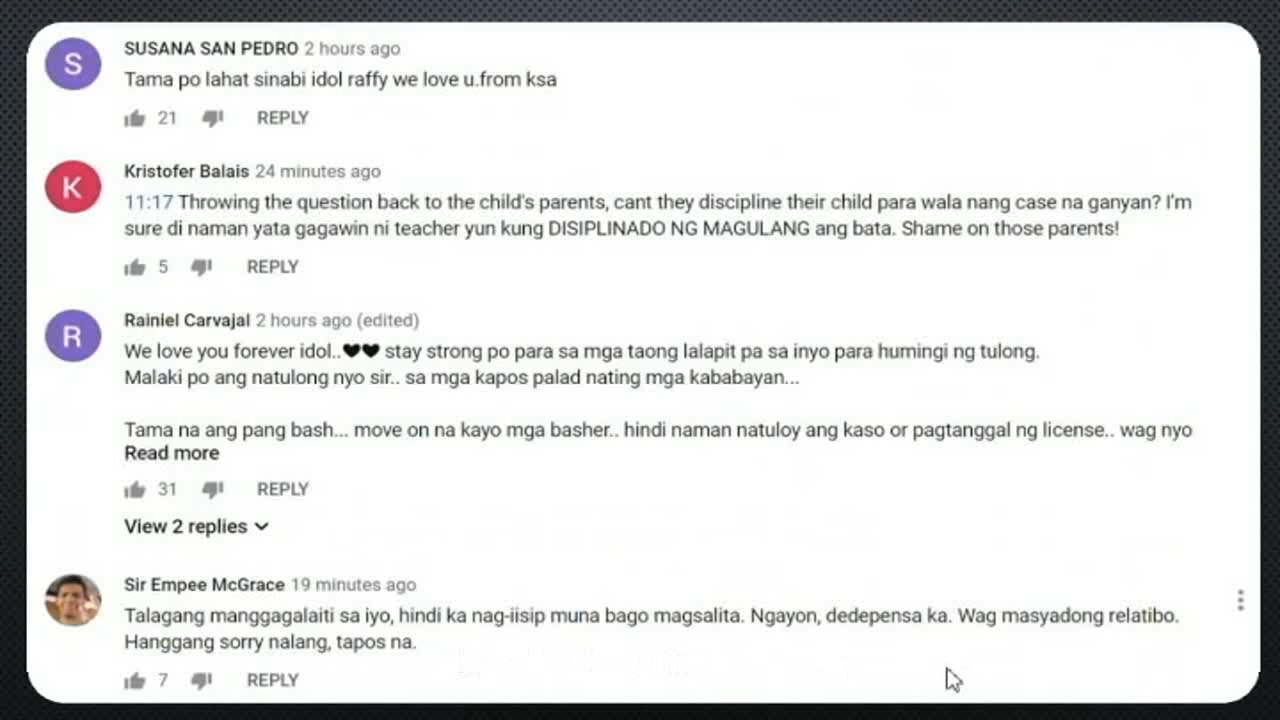 S
SUSANA SAN PEDRO 2 hours ago
Tama po lahat sinabi idol raffy we love u.from ksa
21 REPLY
K
Kristofer Balais 24 minutes ago
11:17 Throwing the question back to the child's parents, cant they discipline their child para wala nang case na ganyan? I'm
sure di naman yata gagawin ni teacher yun kung DISIPLINADO NG MAGULANG ang bata. Shame on those parents!
5 REPLY
R
Rainiel Carvajal 2 hours ago (edited)
We love you forever idol..🖤🖤 stay strong po para sa mga taong lalapit pa sa inyo para humingi ng tulong.
Malaki po ang natulong nyo sir.. sa mga kapos palad nating mga kababayan...
Tama na ang pang bash... move on na kayo mga basher.. hindi naman natuloy ang kaso or pagtanggal ng license.. wag nyo
Read more
31 REPLY
View 2 replies
Sir Empee McGrace 19 minutes ago
Talagang manggagalaiti sa iyo, hindi ka nag-iisip muna bago magsalita. Ngayon, dedepensa ka. Wag masyadong relatibo.
Hanggang sorry nalang, tapos na.
7 REPLY